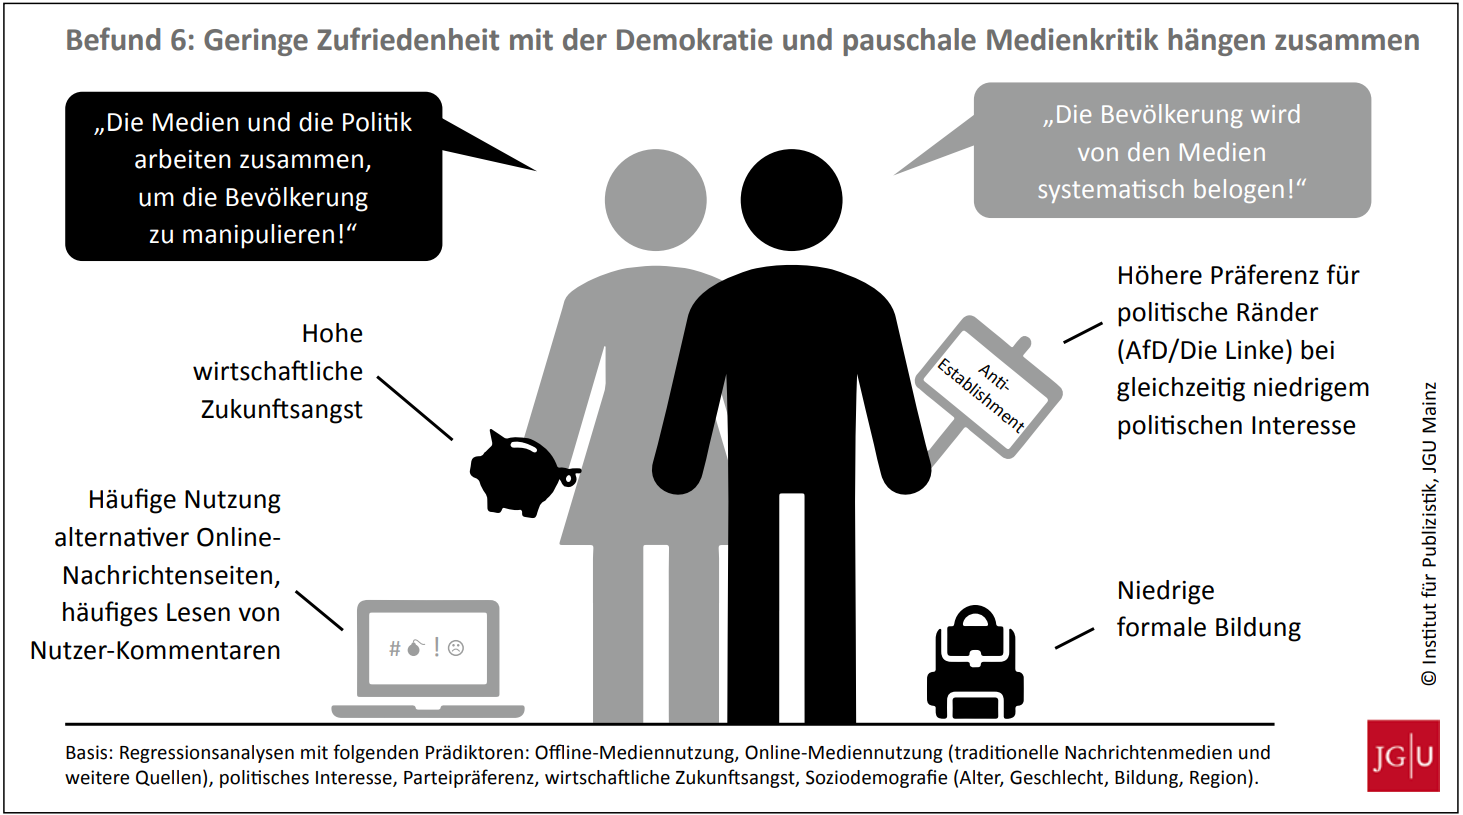 Befund 6: Geringe Zufriedenheit mit der Demokratie und pauschale Medienkritik hängen zusammen
„Die Medien und die Politik
arbeiten zusammen,
um die Bevölkerung
zu manipulieren!“
„Die Bevölkerung wird
von den Medien
systematisch belogen!“
Hohe
wirtschaftliche
Zukunftsangst
Höhere Präferenz für
politische Ränder
(AfD/Die Linke) bei
gleichzeitig niedrigem
politischen Interesse
Anti-
Establishment
Häufige Nutzung
alternativer Online-
Nachrichtenseiten,
häufiges Lesen von
Nutzer-Kommentaren
# 💣 ! ☹
Niedrige
formale Bildung
© Institut für Publizistik, JGU Mainz
Basis: Regressionsanalysen mit folgenden Prädiktoren: Offline-Mediennutzung, Online-Mediennutzung (traditionelle Nachrichtenmedien und
weitere Quellen), politisches Interesse, Parteipräferenz, wirtschaftliche Zukunftsangst, Soziodemografie (Alter, Geschlecht, Bildung, Region).
JG|U